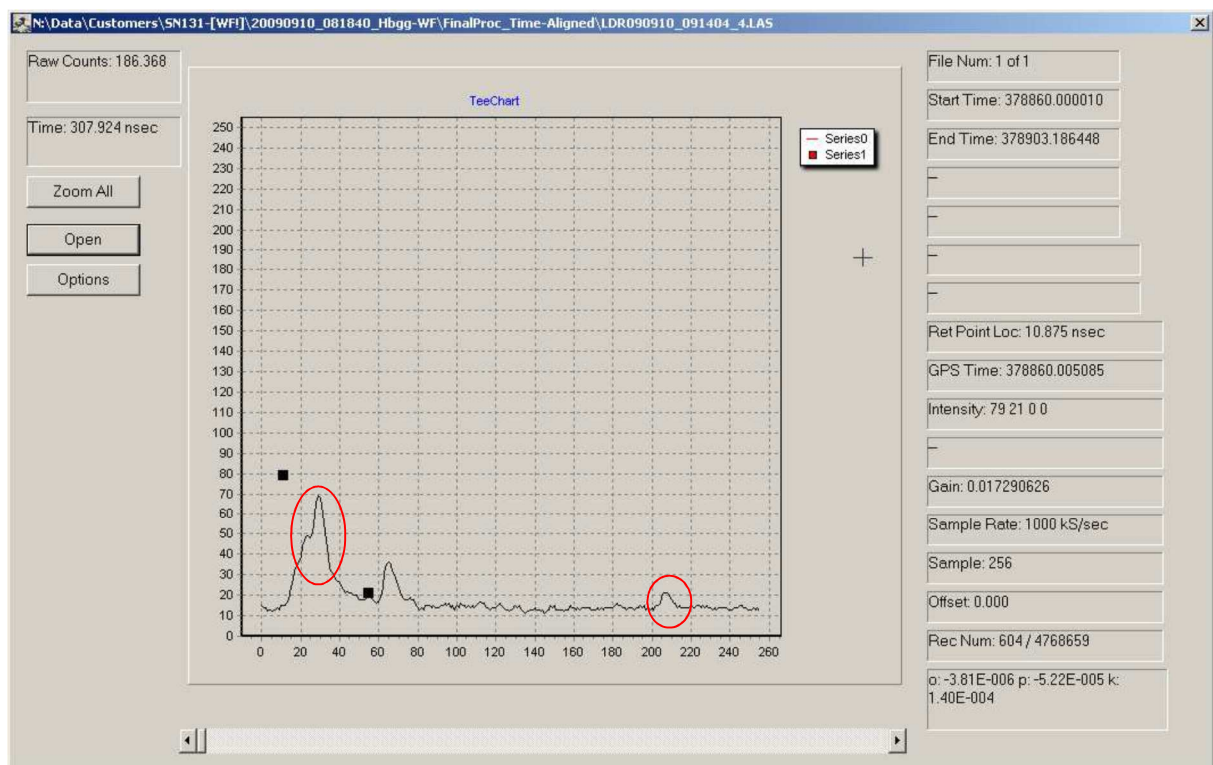 N:\Data\Customers\SN131-[WF!]\20090910_081840_Hbgg-WF\FinalProc_Time-Aligned\LDR090910_091404_4.LAS
Raw Counts: 186.368
Time: 307.924 nsec
Zoom All
Open
Options
TeeChart
250
240
230
220
210
200
190
180
170
160
150
140
130
120
110
100
90
80
70
60
50
40
30
20
10
0
0 20 40 60 80 100 120 140 160 180 200 220 240 260
Series0
Series1
File Num: 1 of 1
Start Time: 378860.000010
End Time: 378903.186448
–
–
–
–
Ret Point Loc: 10.875 nsec
GPS Time: 378860.005085
Intensity: 79 21 0 0
–
Gain: 0.017290626
Sample Rate: 1000 kS/sec
Sample: 256
Offset: 0.000
Rec Num: 604 / 4768659
o: -3.81E-006 p: -5.22E-005 k:
1.40E-004